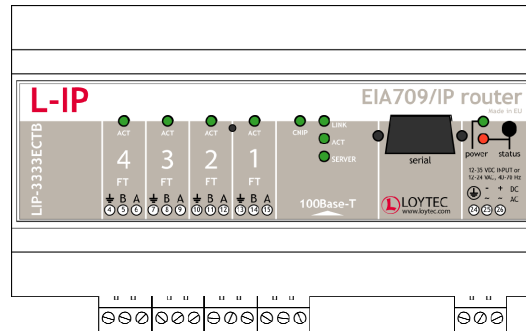 L-IP
EIA709/IP router
Made in EU
LIP-3333ECTB
ACT ACT ACT ACT CHIP LINK
ACT
SERVER
4 3 2 1
FT FT FT FT
B A B A B A B A
4 5 6 7 8 9 10 11 12 13 14 15
100Base-T
serial
LOYTEC
www.loytec.com
power status
12-35 VDC INPUT or
12-24 VAC, 40-70 Hz
- + DC
~ ~ AC
24 25 26